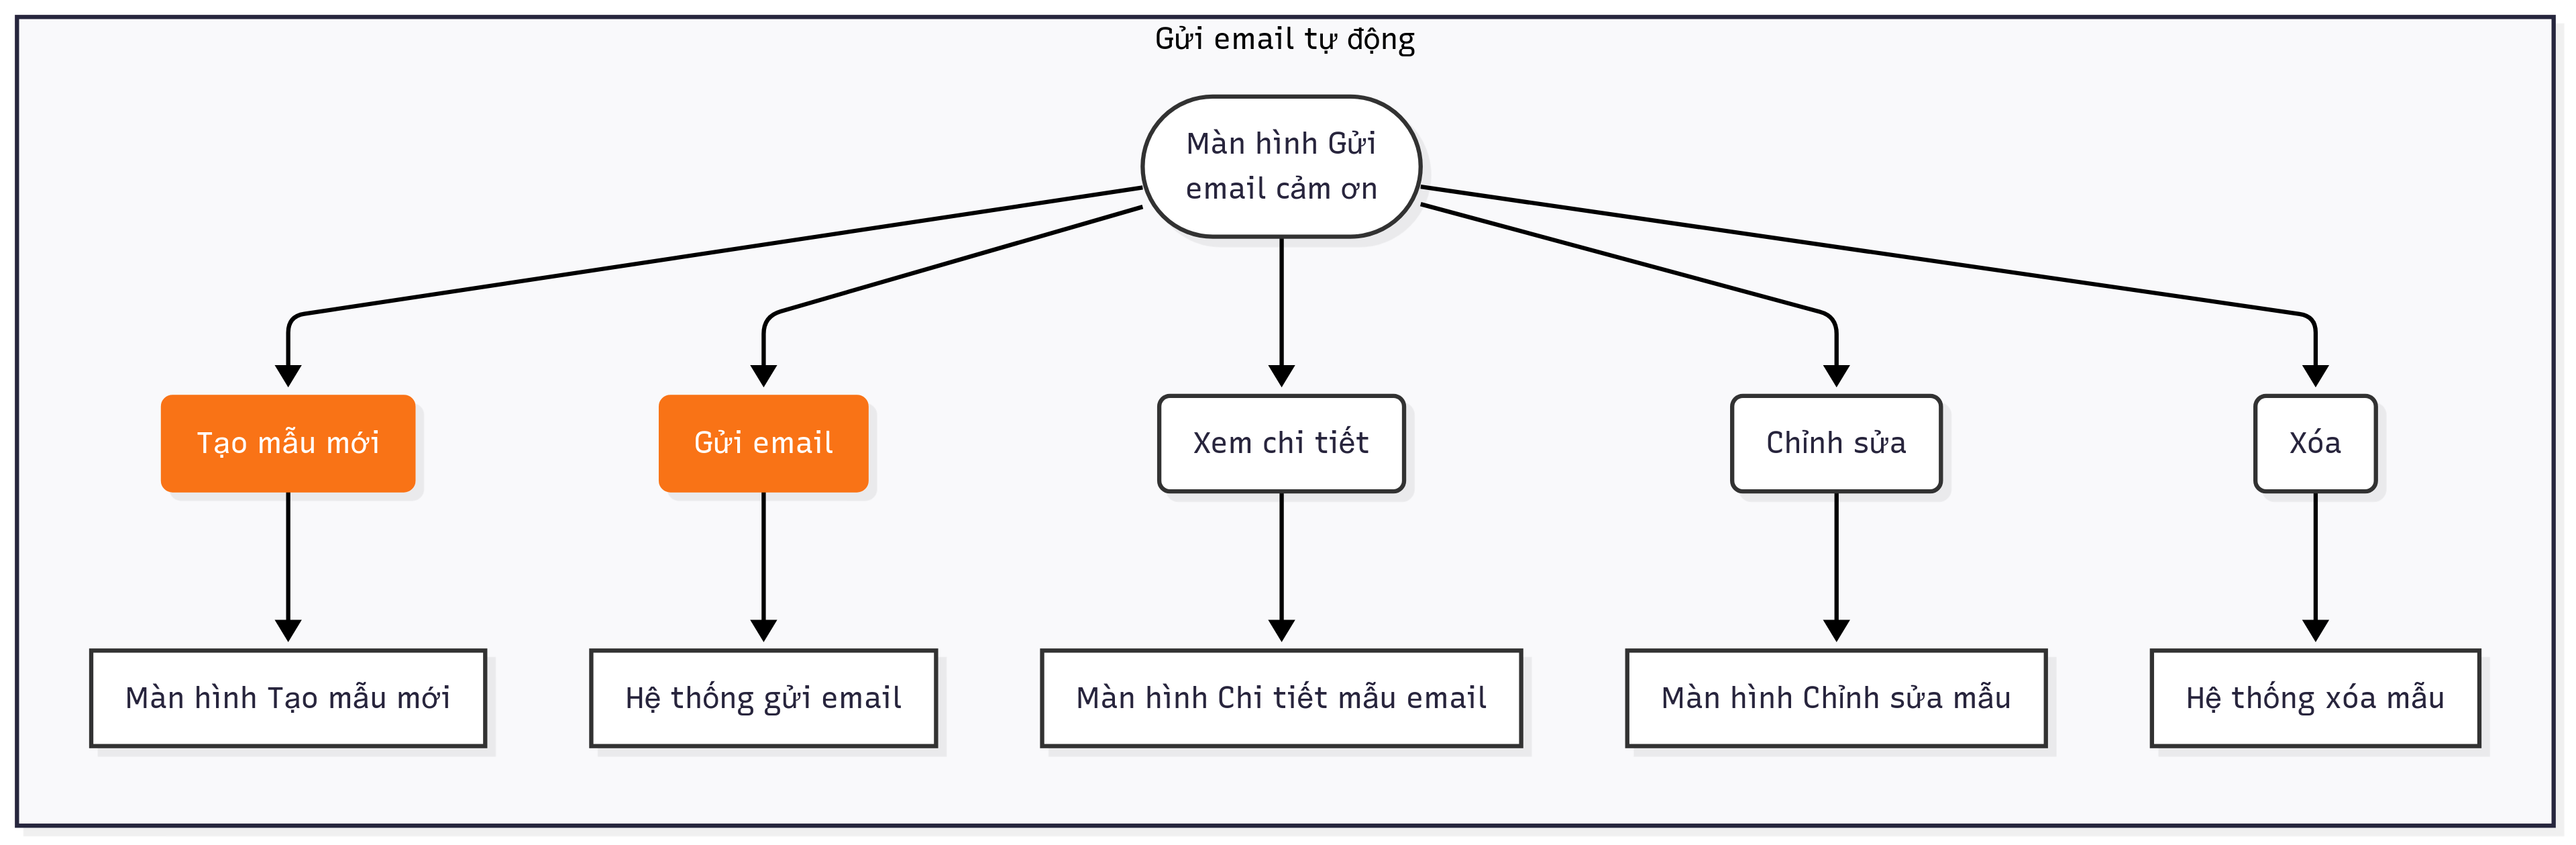 Gửi email tự động
Màn hình Gửi
email cảm ơn
Tạo mẫu mới
Gửi email
Xem chi tiết
Chỉnh sửa
Xóa
Màn hình Tạo mẫu mới
Hệ thống gửi email
Màn hình Chi tiết mẫu email
Màn hình Chỉnh sửa mẫu
Hệ thống xóa mẫu